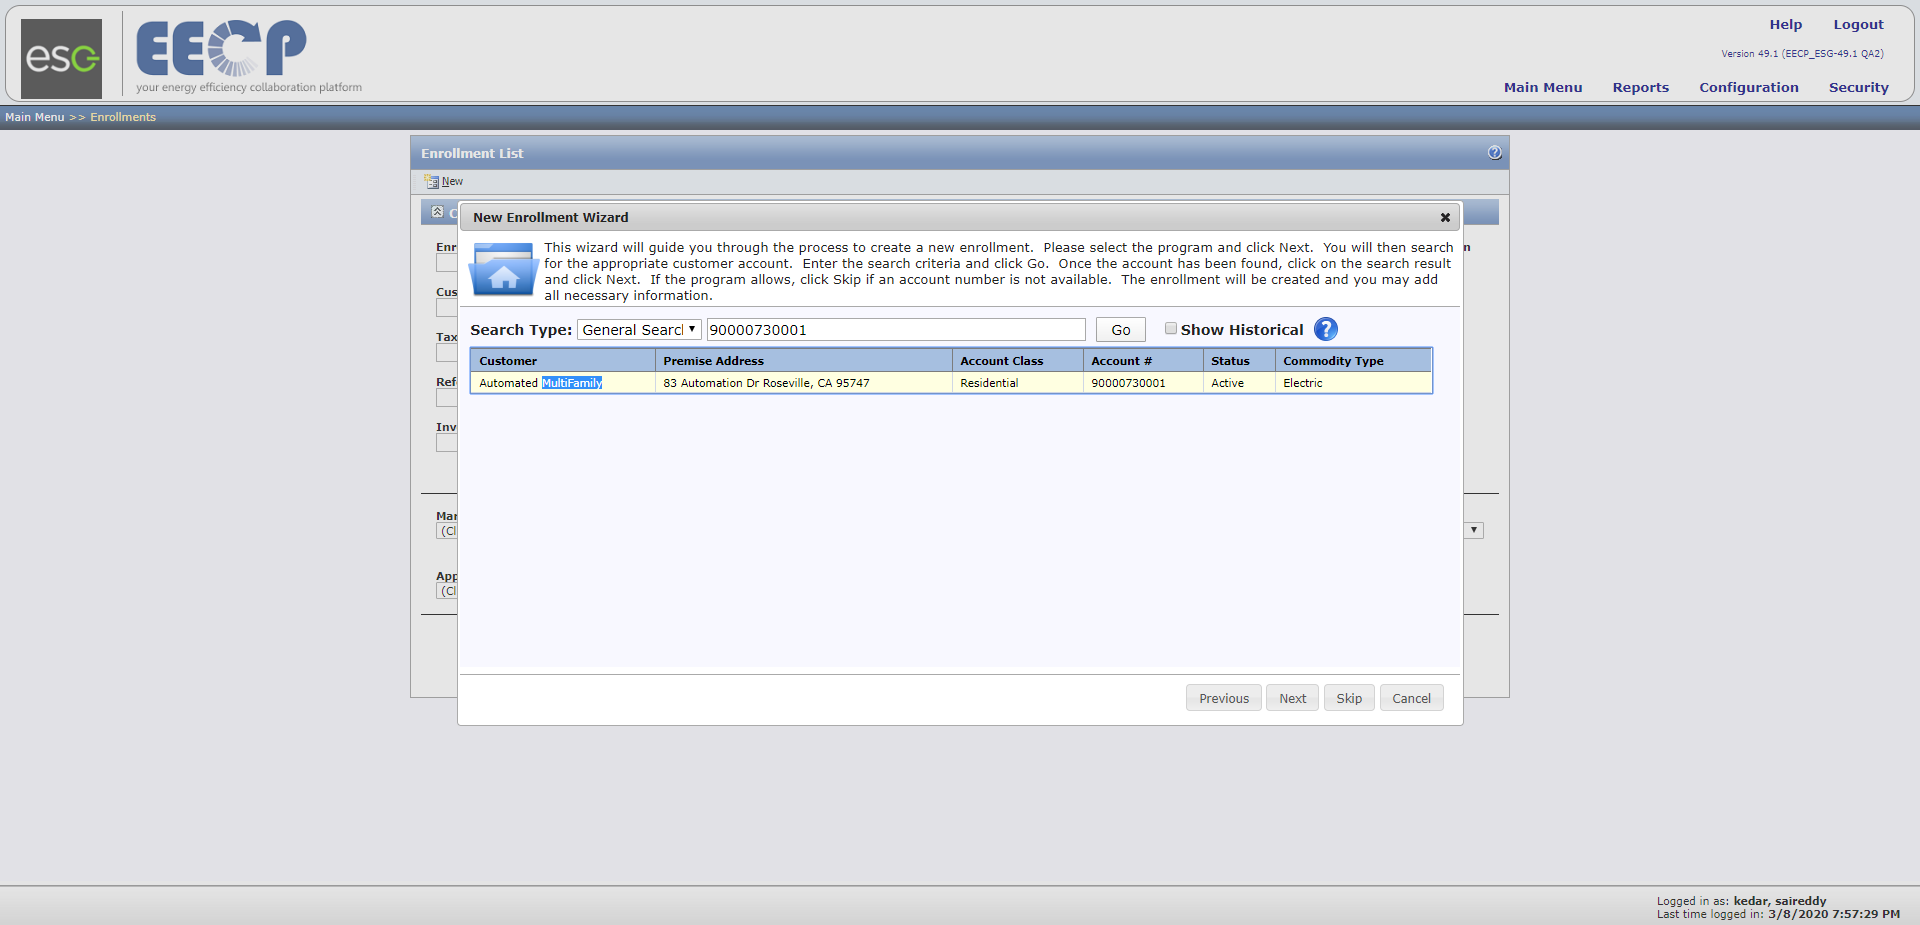 esc
EECP
your energy efficiency collaboration platform
Help Logout
Version 49.1 (EECP_ESG-49.1 QA2)
Main Menu Reports Configuration Security
Main Menu >> Enrollments
Enrollment List
New
New Enrollment Wizard
This wizard will guide you through the process to create a new enrollment. Please select the program and click Next. You will then search
for the appropriate customer account. Enter the search criteria and click Go. Once the account has been found, click on the search result
and click Next. If the program allows, click Skip if an account number is not available. The enrollment will be created and you may add
all necessary information.
Search Type: General Search 90000730001 Go Show Historical
Customer Premise Address Account Class Account # Status Commodity Type
Automated MultiFamily 83 Automation Dr Roseville, CA 95747 Residential 90000730001 Active Electric
Enr
Cus
Tax
Ref
Inv
Mar
(Cl
App
(Cl
Previous Next Skip Cancel
Logged in as: kedar, saireddy
Last time logged in: 3/8/2020 7:57:29 PM